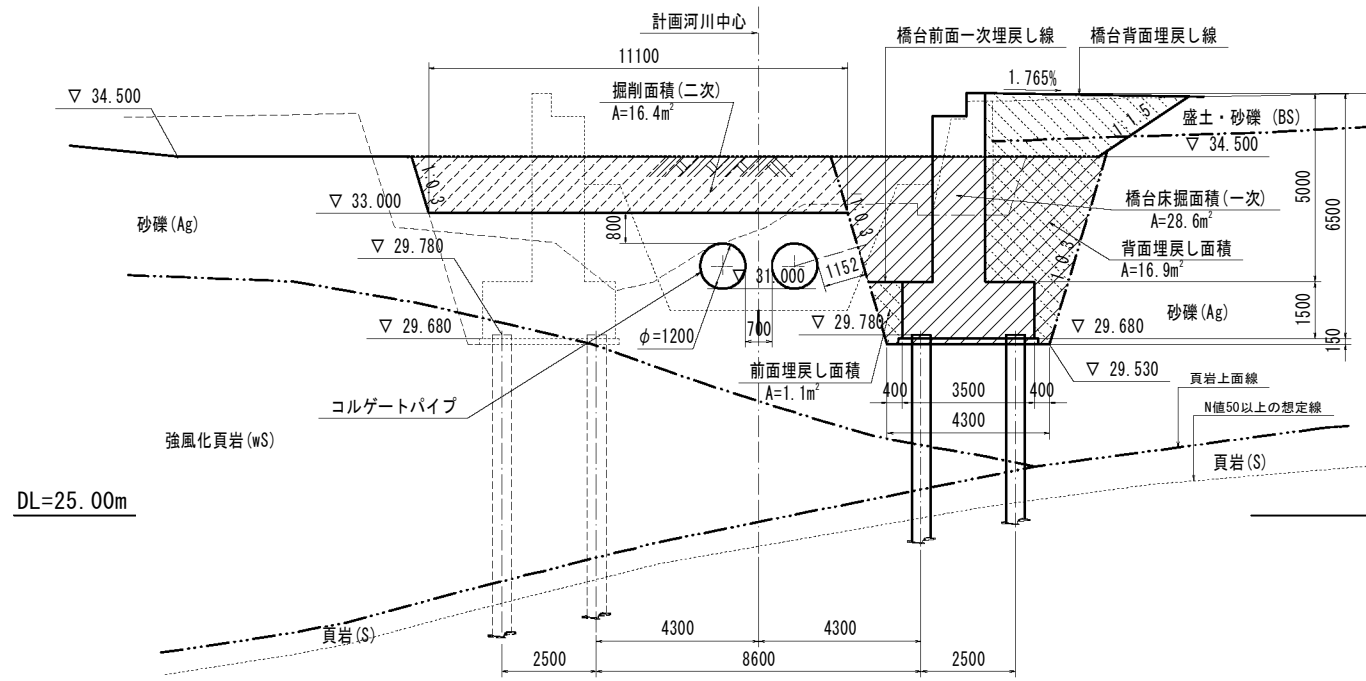 計画河川中心
橋台前面一次埋戻し線
橋台背面埋戻し線
11100
1.765%
掘削面積(二次)
A=16.4m²
▽ 34.500
1:1.5
盛土・砂礫 (BS)
▽ 34.500
1:0.3
1:0.3
5000
6500
▽ 33.000
橋台床掘面積(一次)
A=28.6m²
砂礫(Ag)
800
▽ 29.780
背面埋戻し面積
A=16.9m²
1:0.3
▽ 31.000
1152
砂礫(Ag)
1500
▽ 29.680
φ=1200
700
▽ 29.780
▽ 29.680
150
前面埋戻し面積
A=1.1m²
▽ 29.530
400
3500
400
頁岩上面線
コルゲートパイプ
N値50以上の想定線
4300
強風化頁岩(wS)
頁岩(S)
DL=25.00m
頁岩(S)
4300
4300
2500
8600
2500